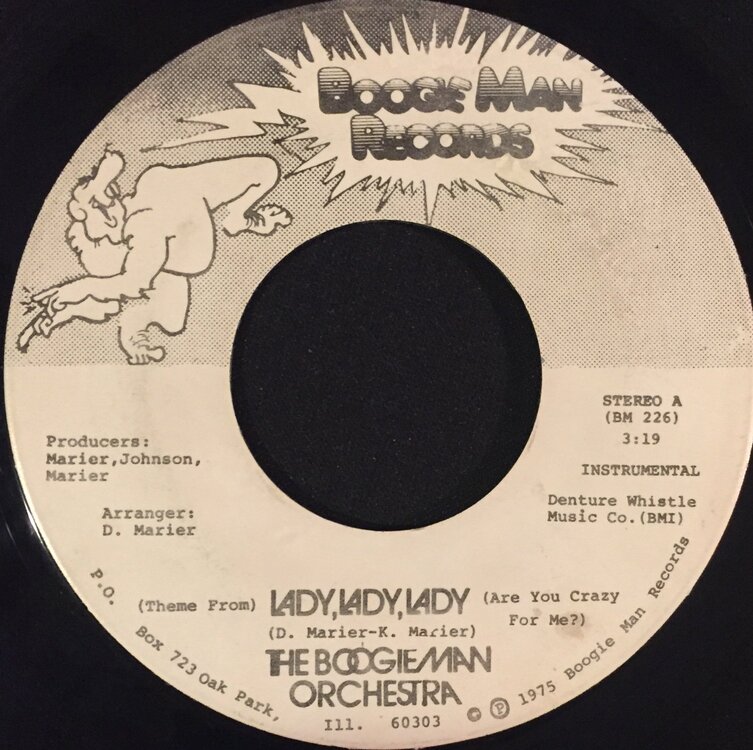 BOOGIE MAN
RECORDS
STEREO A
(BM 226)
3:19
INSTRUMENTAL
Denture Whistle
Music Co.(BMI)
Producers:
Marier,Johnson,
Marier
Arranger:
D. Marier
(Theme From) LADY, LADY, LADY (Are You Crazy
For Me?)
(D. Marier-K. Marier)
THE BOOGIE MAN
ORCHESTRA
P.O. Box 723 Oak Park, Ill. 60303 © ℗ 1975 Boogie Man Records